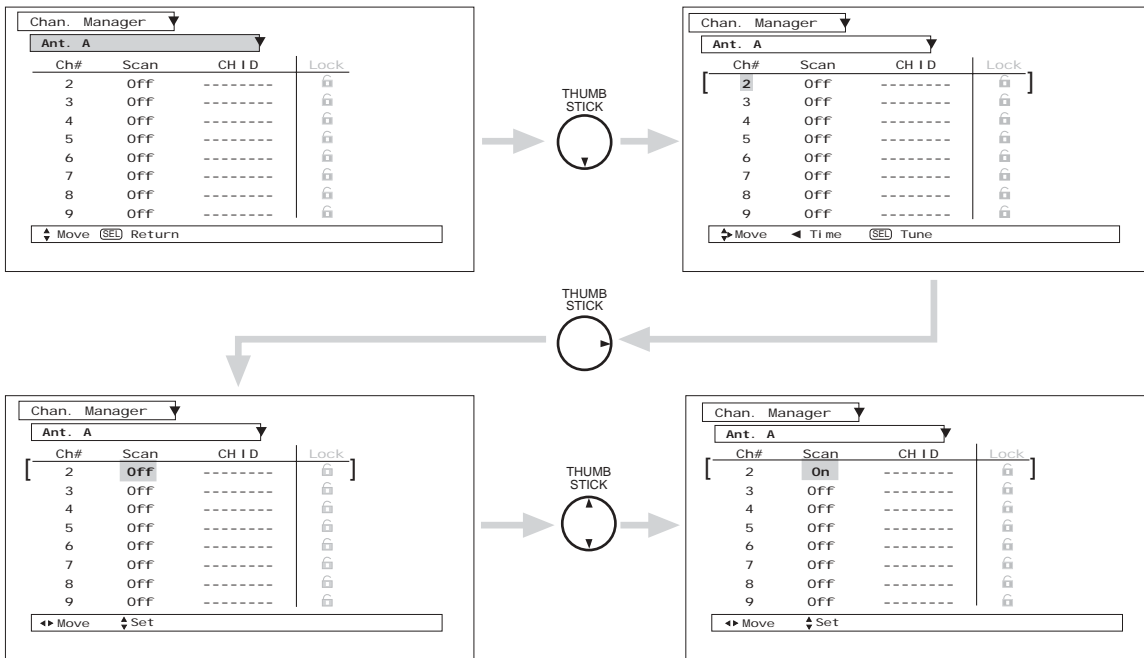 Chan. Manager
Ant. A
Ch# Scan CH ID Lock
2 Off --------
3 Off --------
4 Off --------
5 Off --------
6 Off --------
7 Off --------
8 Off --------
9 Off --------
Move SEL Return
THUMB
STICK
Chan. Manager
Ant. A
Ch# Scan CH ID Lock
[ 2 Off -------- ]
3 Off --------
4 Off --------
5 Off --------
6 Off --------
7 Off --------
8 Off --------
9 Off --------
Move Time SEL Tune
THUMB
STICK
Chan. Manager
Ant. A
Ch# Scan CH ID Lock
[ 2 Off -------- ]
3 Off --------
4 Off --------
5 Off --------
6 Off --------
7 Off --------
8 Off --------
9 Off --------
Move Set
THUMB
STICK
Chan. Manager
Ant. A
Ch# Scan CH ID Lock
[ 2 On -------- ]
3 Off --------
4 Off --------
5 Off --------
6 Off --------
7 Off --------
8 Off --------
9 Off --------
Move Set